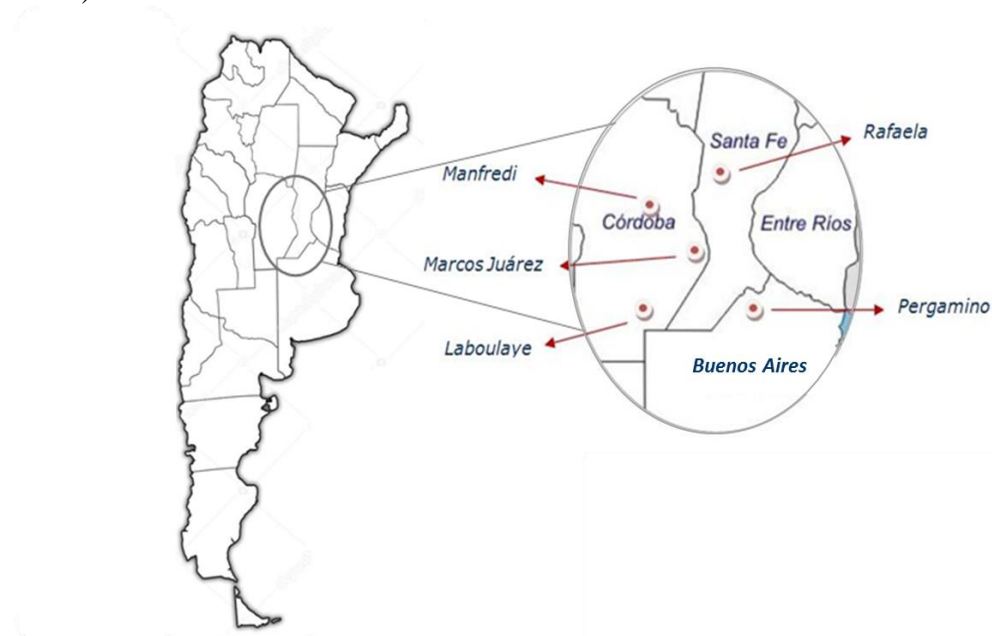 Santa Fe
Rafaela
Manfredi
Córdoba
Entre Ríos
Marcos Juárez
Pergamino
Laboulaye
Buenos Aires